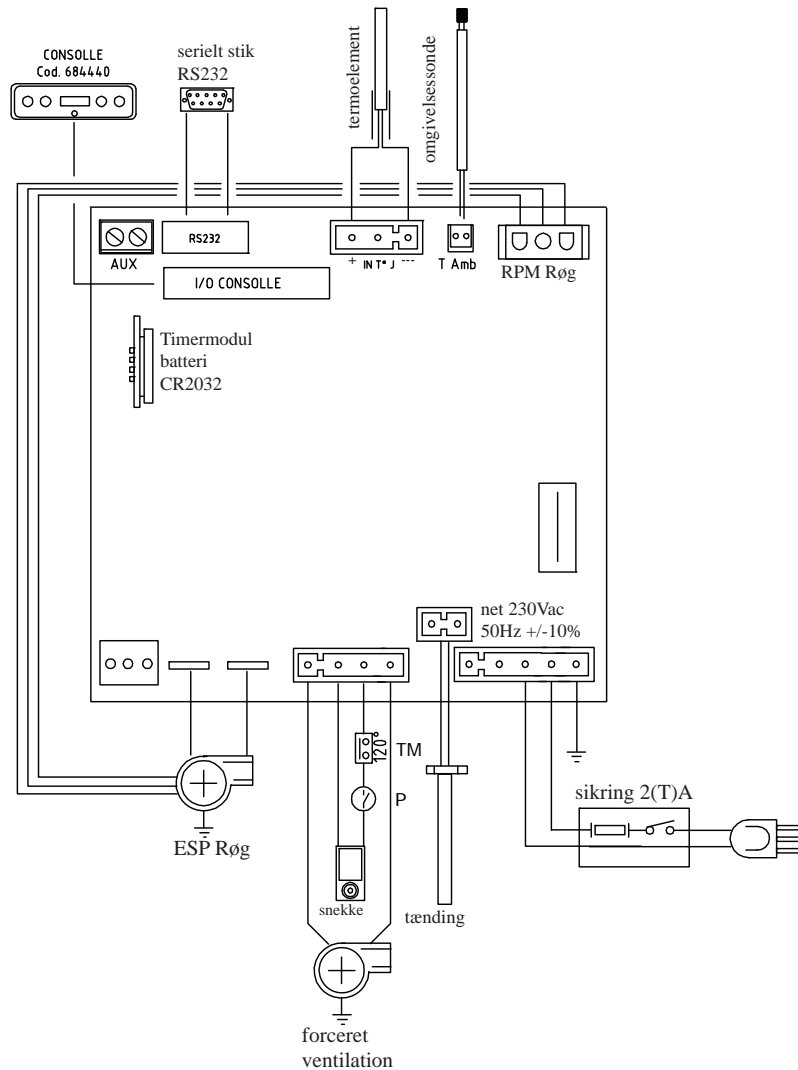 CONSOLLE
Cod. 684440
serielt stik
RS232
termoelement
omgivelsessonde
AUX
RS232
+ IN T° J ---
T Amb
RPM Røg
I/O CONSOLLE
Timermodul
batteri
CR2032
net 230Vac
50Hz +/-10%
120°
TM
P
sikring 2(T)A
ESP Røg
snekke
tænding
forceret
ventilation